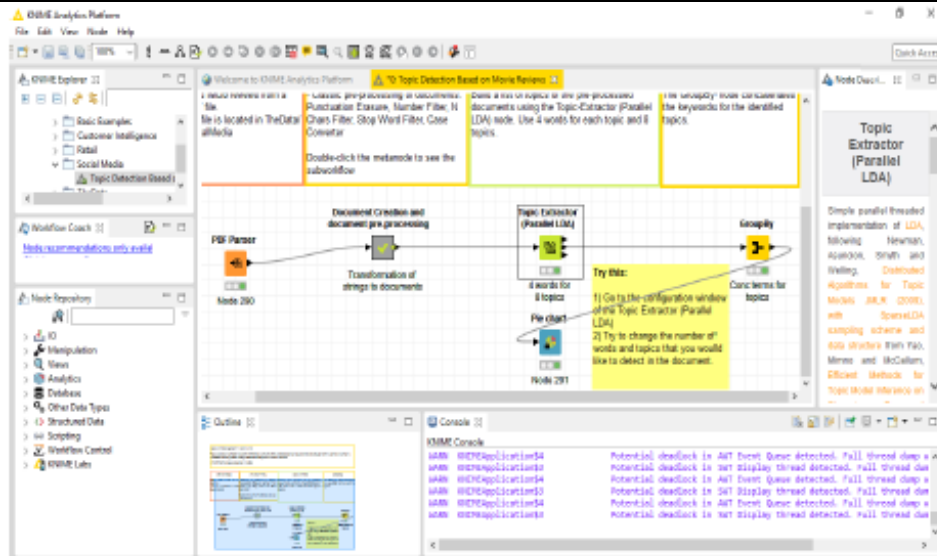 KNIME Analytics Platform
File Edit View Node Help
100%
Quick Access
KNIME Explorer
Basic Examples
Customer Intelligence
Retail
Social Media
Topic Detection Based
Workflow Coach
Node recommendations only availal
Node Repository
IO
Manipulation
Views
Analytics
Database
Other Data Types
Structured Data
Scripting
Workflow Control
KNIME Labs
Welcome to KNIME Analytics Platform
Topic Detection Based on Movie Reviews
file.
file is located in TheData/
alMedia
Classic pre-processing of documents:
Punctuation Erasure, Number Filter, N
Chars Filter, Stop Word Filter, Case
Convertor
Double-click the metanode to see the
subworkflow
documents using the Topic-Extractor (Parallel
LDA) node. Use 4 words for each topic and 8
topics.
the keywords for the identified
topics.
PDF Parser
Node 290
Document Creation and
document pre-processing
Transformation of
strings to documents
Topic Extractor
(Parallel LDA)
4 words for
8 topics
GroupBy
Conc terms for
topics
Pie chart
Node 291
Try this:
1) Go to the configuration window
of the Topic Extractor (Parallel
LDA)
2) Try to change the number of
words and topics that you would
like to detect in the document.
Node Descri...
Topic
Extractor
(Parallel
LDA)
Simple parallel threaded
implementation of LDA,
following Newman,
Asuncion, Smyth and
Welling, Distributed
Algorithms for Topic
Models JMLR (2009),
with SparseLDA
sampling scheme and
data structure from Yao,
Mimno and McCallum,
Efficient Methods for
Topic Model Inference on
Outline
Console
KNIME Console
WARN KNIMEApplication$4 Potential deadlock in AWT Event Queue detected. Full thread dump a
WARN KNIMEApplication$3 Potential deadlock in SWT Display thread detected. Full thread dum
WARN KNIMEApplication$4 Potential deadlock in AWT Event Queue detected. Full thread dump a
WARN KNIMEApplication$3 Potential deadlock in SWT Display thread detected. Full thread dum
WARN KNIMEApplication$4 Potential deadlock in AWT Event Queue detected. Full thread dump a
WARN KNIMEApplication$3 Potential deadlock in SWT Display thread detected. Full thread dum